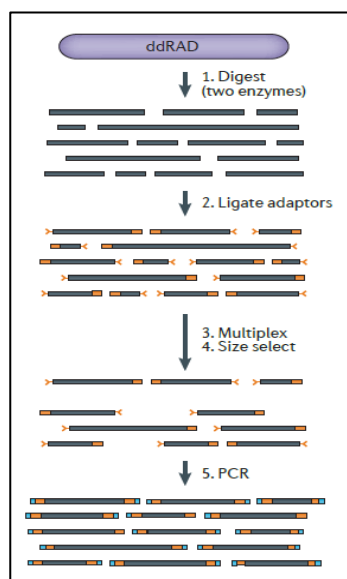 ddRAD
1. Digest
(two enzymes)
2. Ligate adaptors
3. Multiplex
4. Size select
5. PCR